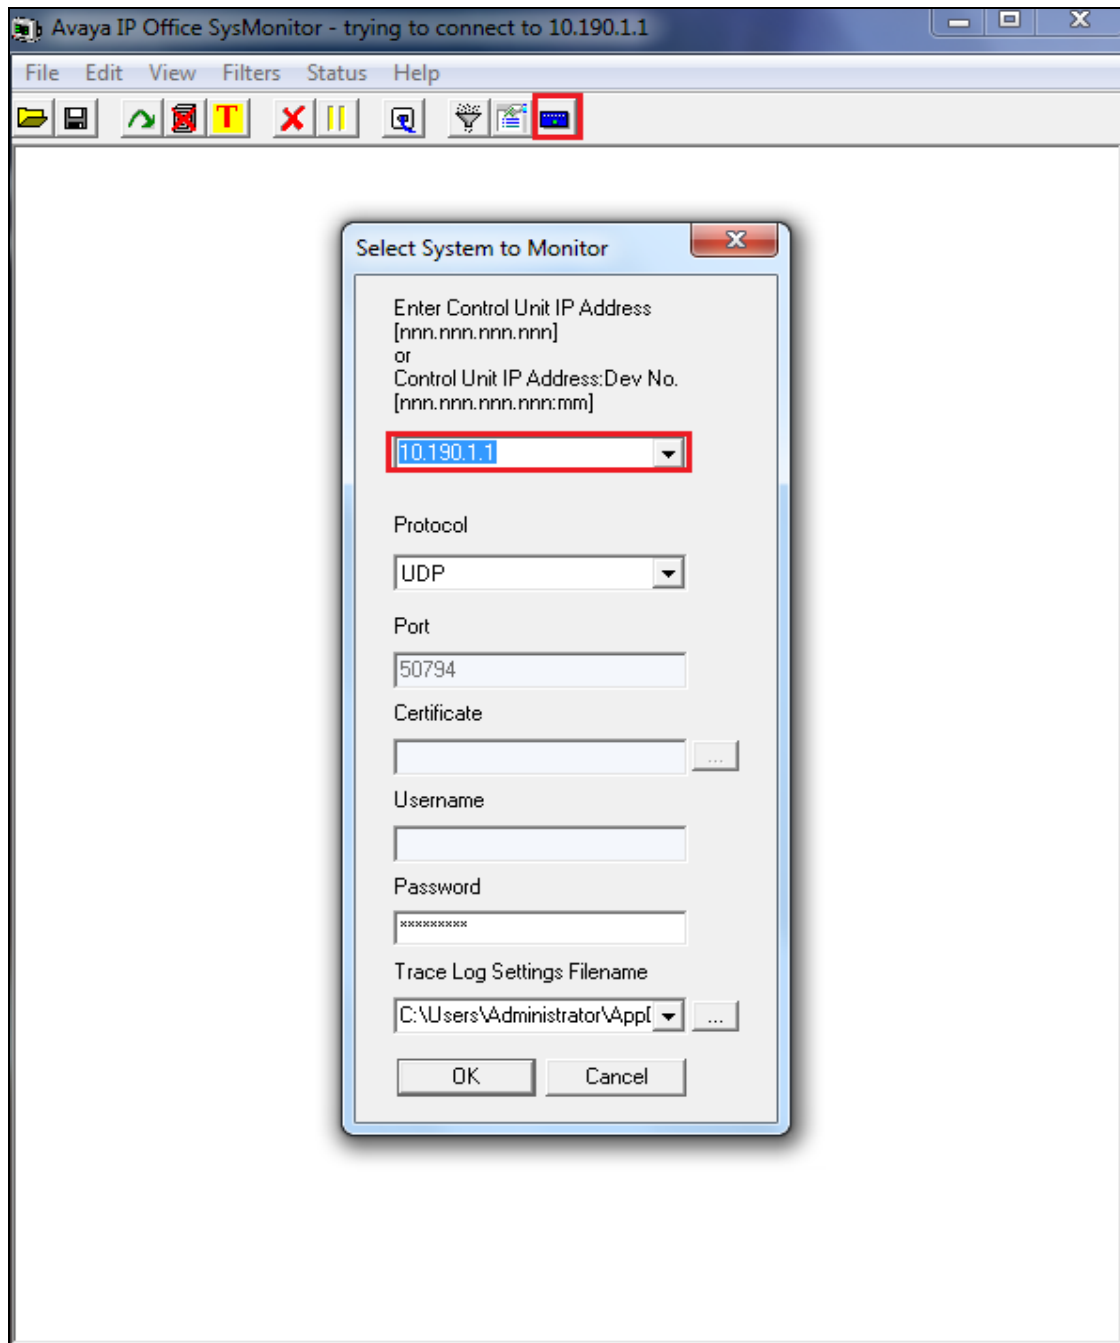 Avaya IP Office SysMonitor - trying to connect to 10.190.1.1
File Edit View Filters Status Help
T
Select System to Monitor
Enter Control Unit IP Address
[nnn.nnn.nnn.nnn]
or
Control Unit IP Address:Dev No.
[nnn.nnn.nnn.nnn:mm]
10.190.1.1
Protocol
UDP
Port
50794
Certificate
...
Username
Password
*********
Trace Log Settings Filename
C:\Users\Administrator\App
...
OK Cancel